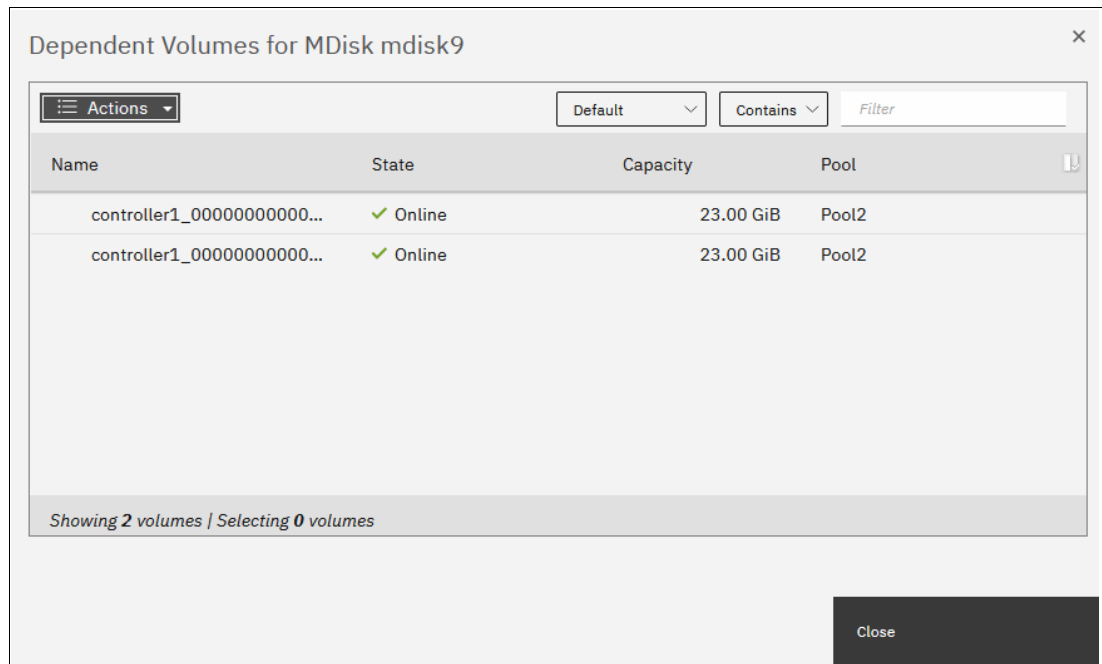 Dependent Volumes for MDisk mdisk9
Actions Default Contains Filter
Name State Capacity Pool
controller1_00000000000... Online 23.00 GiB Pool2
controller1_00000000000... Online 23.00 GiB Pool2
Showing 2 volumes | Selecting 0 volumes
Close